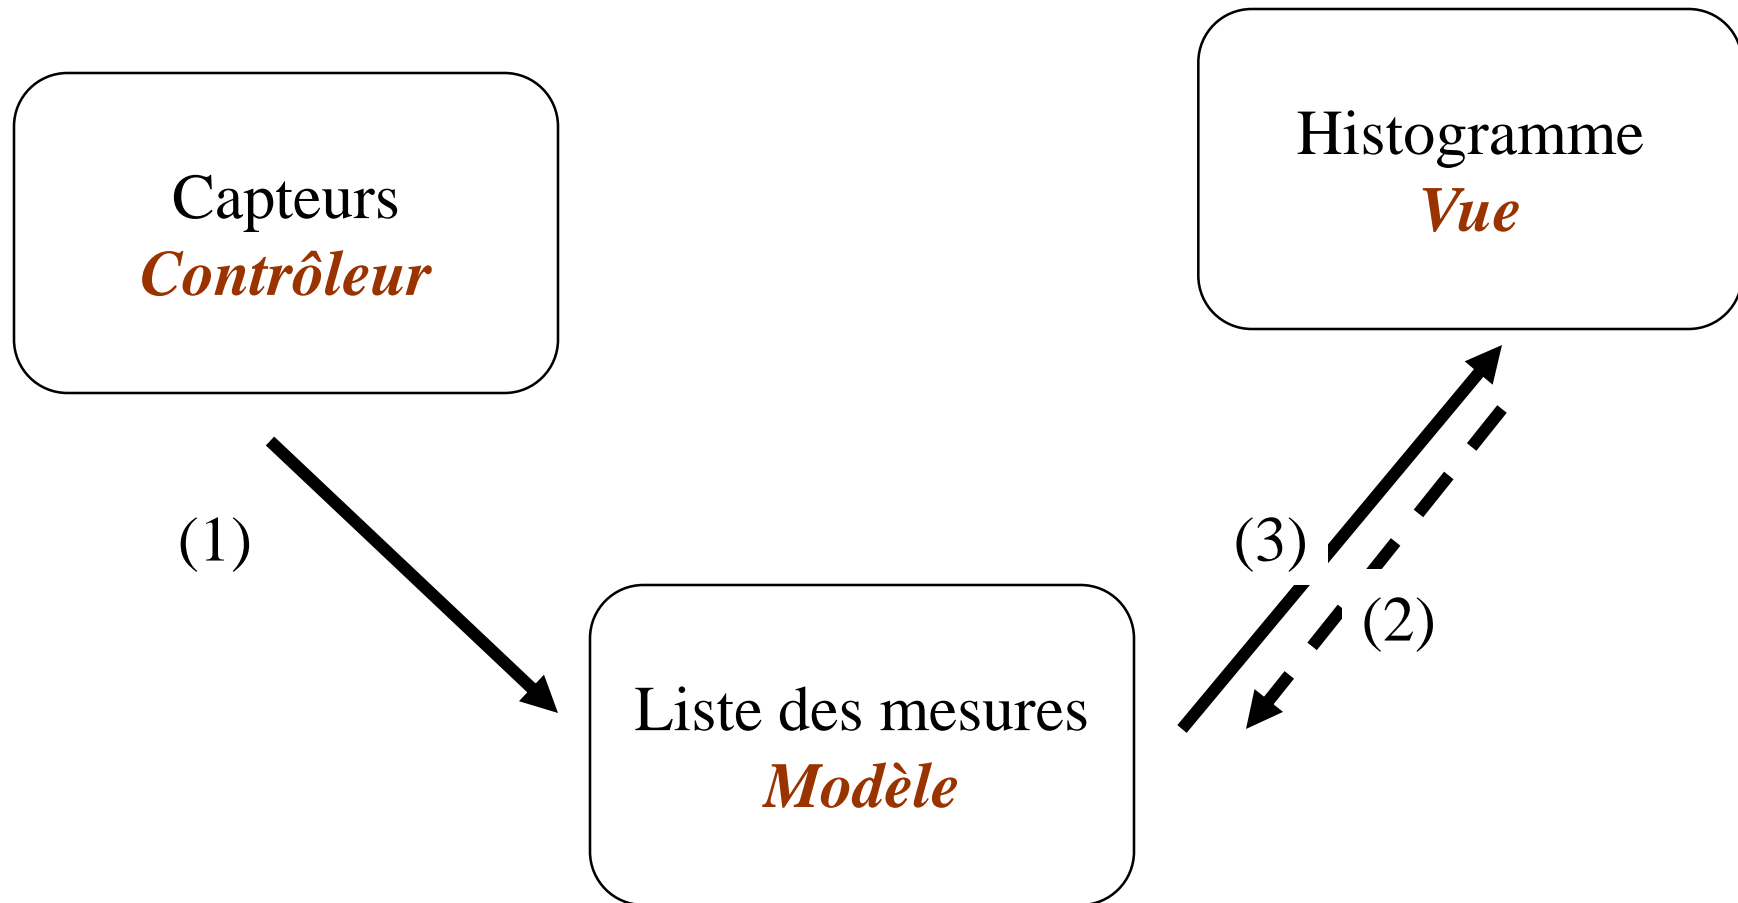 Capteurs
Contrôleur
Histogramme
Vue
(1)
(3)
(2)
Liste des mesures
Modèle